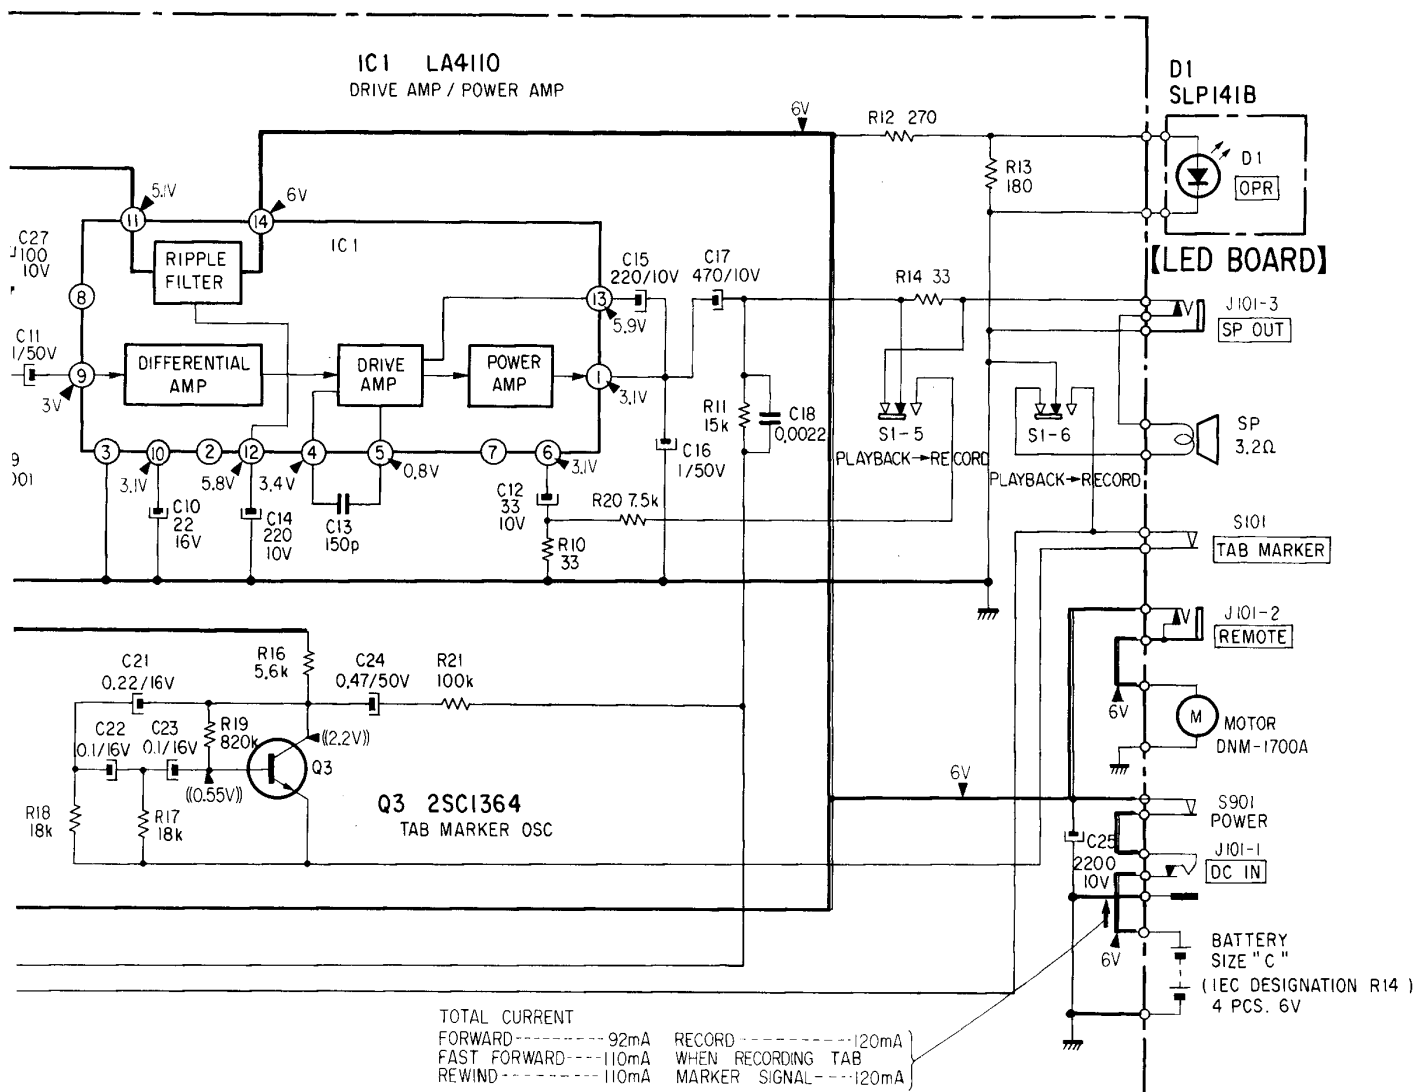 IC1 LA4110
DRIVE AMP / POWER AMP
D1
SLP141B
6V
R12 270
R13
180
D1
OPR
【LED BOARD】
11
5.1V
14
6V
IC1
C27
100
10V
RIPPLE
FILTER
8
C15
220/10V
C17
470/10V
R14 33
13
5.9V
J101-3
SP OUT
C11
1/50V
9
3V
DIFFERENTIAL
AMP
DRIVE
AMP
POWER
AMP
1
3.1V
R11
15k
C18
0.0022
S1-5
PLAYBACK→RECORD
S1-6
PLAYBACK→RECORD
SP
3.2Ω
C16
1/50V
9
001
3
10
2
12
4
5
7
6
3.1V
5.8V
3.4V
0.8V
3.1V
C10
22
16V
C14
220
10V
C13
150p
C12
33
10V
R20 7.5k
R10
33
S101
TAB MARKER
J101-2
REMOTE
6V
M
MOTOR
DNM-1700A
C21
0.22/16V
R16
5.6k
C24
0.47/50V
R21
100k
C22
0.1/16V
C23
0.1/16V
R19
820k
((2.2V))
Q3
((0.55V))
R18
18k
R17
18k
Q3 2SC1364
TAB MARKER OSC
6V
S901
POWER
C25
2200
10V
J101-1
DC IN
6V
BATTERY
SIZE "C"
(IEC DESIGNATION R14)
4 PCS. 6V
TOTAL CURRENT
FORWARD---------92mA RECORD-----------120mA
FAST FORWARD----110mA WHEN RECORDING TAB
REWIND----------110mA MARKER SIGNAL----120mA